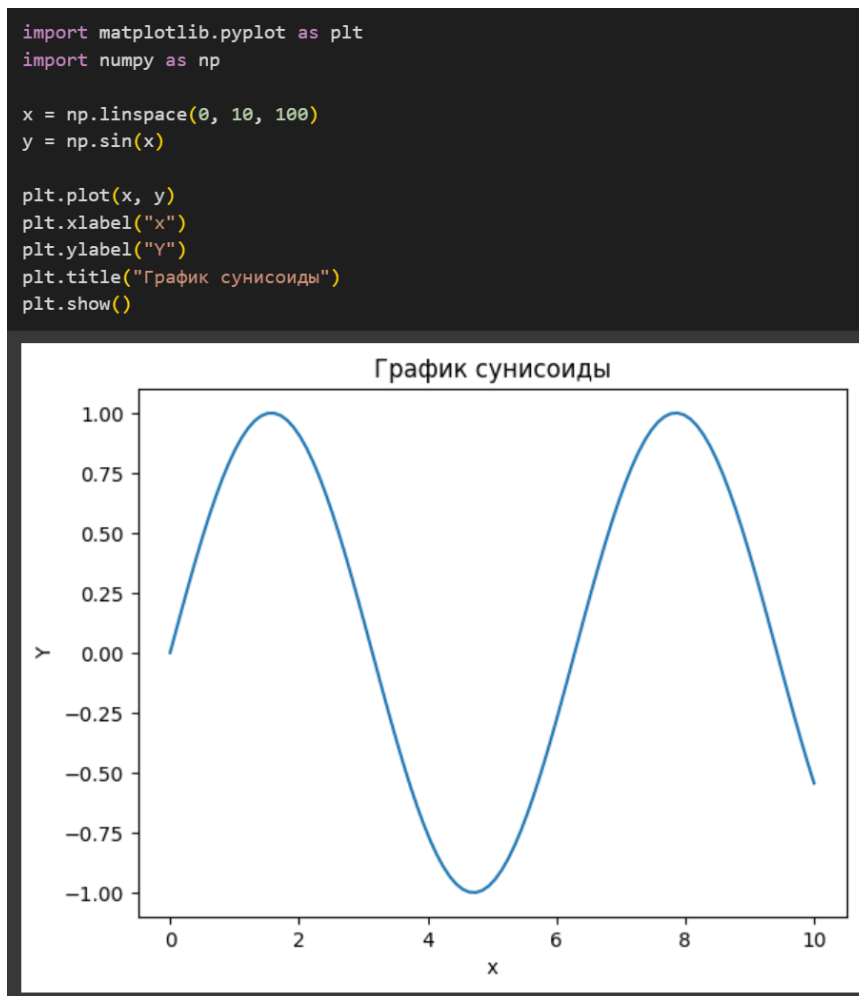 import matplotlib.pyplot as plt
import numpy as np
x = np.linspace(0, 10, 100)
y = np.sin(x)
plt.plot(x, y)
plt.xlabel("x")
plt.ylabel("Y")
plt.title("График сунисоиды")
plt.show()
График сунисоиды
1.00
0.75
0.50
0.25
Y
0.00
−0.25
−0.50
−0.75
−1.00
0 2 4 6 8 10
x